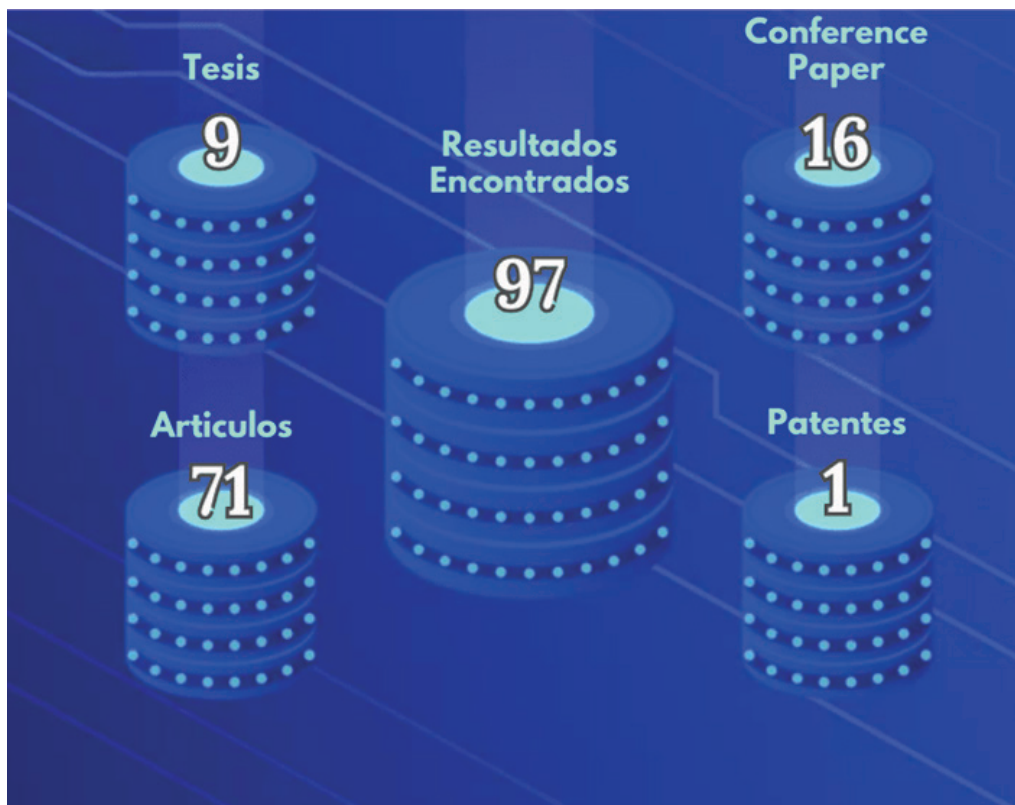 Tesis
9
Conference
Paper
16
Resultados
Encontrados
97
Articulos
71
Patentes
1